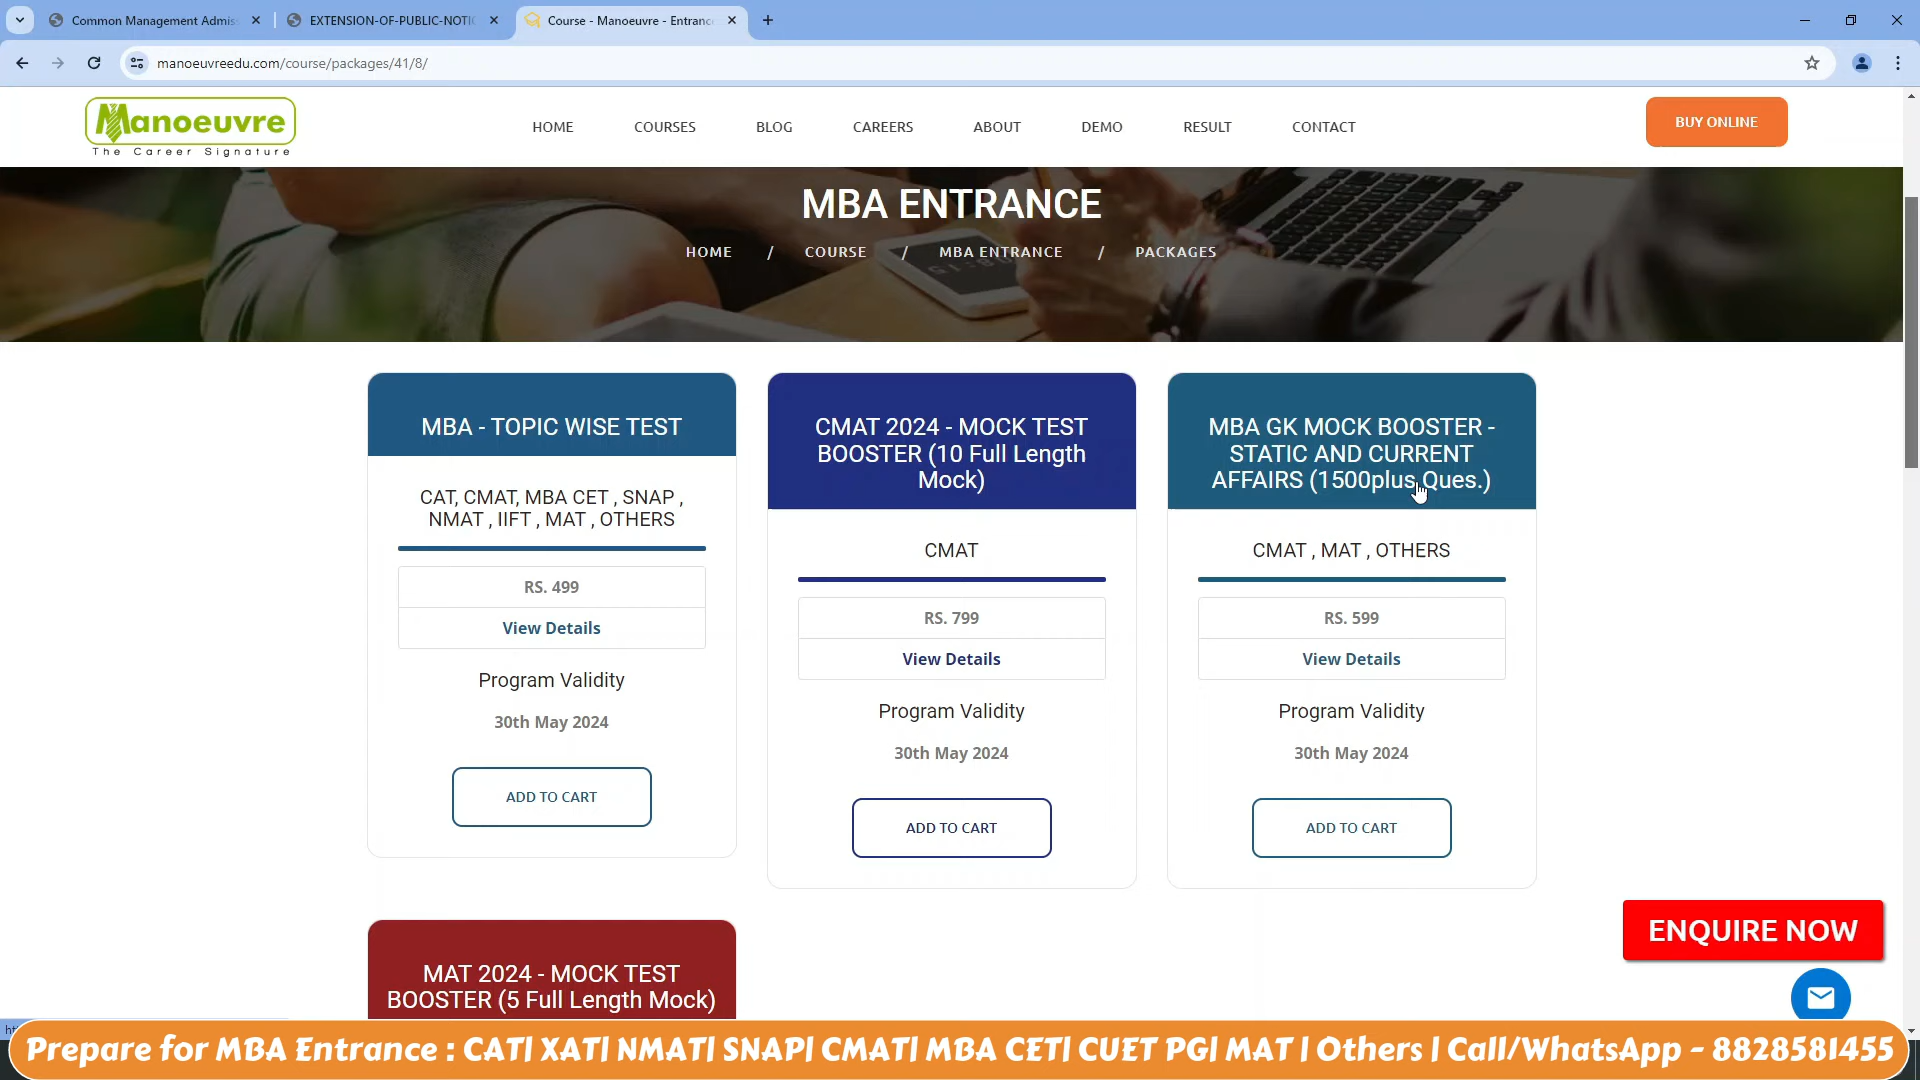 Common Management Admis
EXTENSION-OF-PUBLIC-NOTIC
Course - Manoeuvre - Entranc
manoeuvreedu.com/course/packages/41/8/
Manoeuvre
The Career Signature
HOME
COURSES
BLOG
CAREERS
ABOUT
DEMO
RESULT
CONTACT
BUY ONLINE
MBA ENTRANCE
HOME / COURSE / MBA ENTRANCE / PACKAGES
MBA - TOPIC WISE TEST
CAT, CMAT, MBA CET , SNAP ,
NMAT , IIFT , MAT , OTHERS
RS. 499
View Details
Program Validity
30th May 2024
ADD TO CART
CMAT 2024 - MOCK TEST
BOOSTER (10 Full Length
Mock)
CMAT
RS. 799
View Details
Program Validity
30th May 2024
ADD TO CART
MBA GK MOCK BOOSTER -
STATIC AND CURRENT
AFFAIRS (1500plus Ques.)
CMAT , MAT , OTHERS
RS. 599
View Details
Program Validity
30th May 2024
ADD TO CART
MAT 2024 - MOCK TEST
BOOSTER (5 Full Length Mock)
ENQUIRE NOW
Prepare for MBA Entrance : CAT| XAT| NMAT| SNAP| CMAT| MBA CET| CUET PG| MAT | Others | Call/WhatsApp - 8828581455